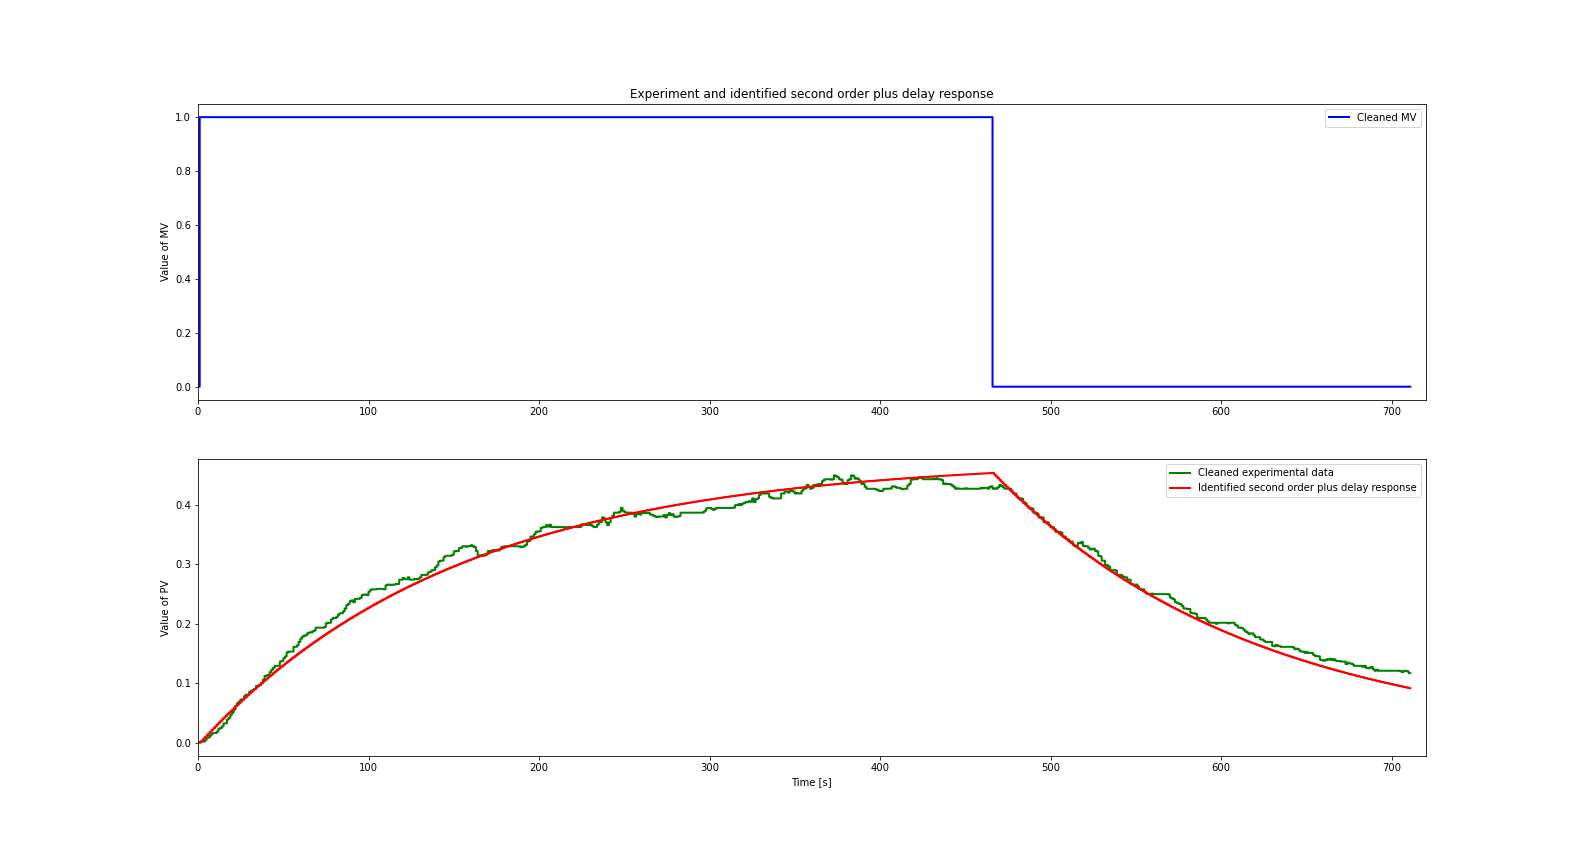 Experiment and identified second order plus delay response
Cleaned MV
Value of MV
1.0
0.8
0.6
0.4
0.2
0.0
0 100 200 300 400 500 600 700
Cleaned experimental data
Identified second order plus delay response
Value of PV
0.4
0.3
0.2
0.1
0.0
0 100 200 300 400 500 600 700
Time [s]